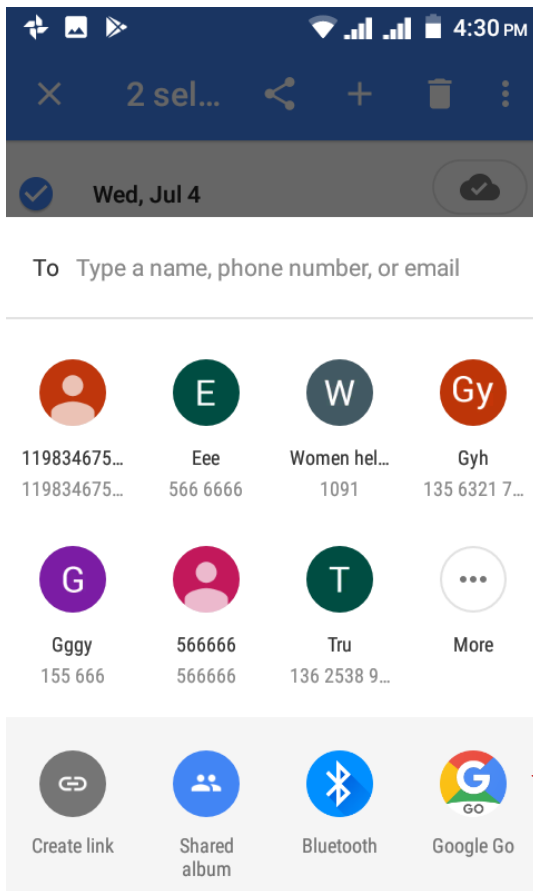 4:30 PM
2 sel...
Wed, Jul 4
To Type a name, phone number, or email
E W Gy
119834675... Eee Women hel... Gyh
119834675... 566 6666 1091 135 6321 7...
G T
Gggy 566666 Tru More
155 666 566666 136 2538 9...
G
GO
Create link Shared Bluetooth Google Go
album